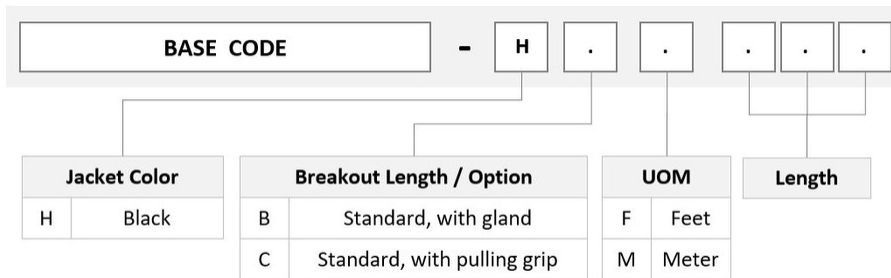 BASE CODE - H . . . . .
Jacket Color Breakout Length / Option UOM Length
H Black B Standard, with gland F Feet
C Standard, with pulling grip M Meter